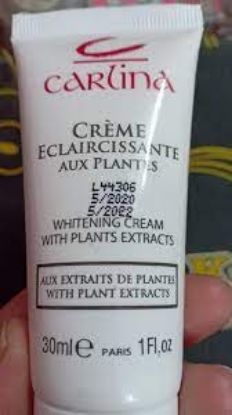 carlina
CRÈME
ECLAIRCISSANTE
AUX PLANTES
L44306
5/2020
5/2022
WHITENING CREAM
WITH PLANTS EXTRACTS
AUX EXTRAITS DE PLANTES
WITH PLANT EXTRACTS
30ml e PARIS 1Fl,oz